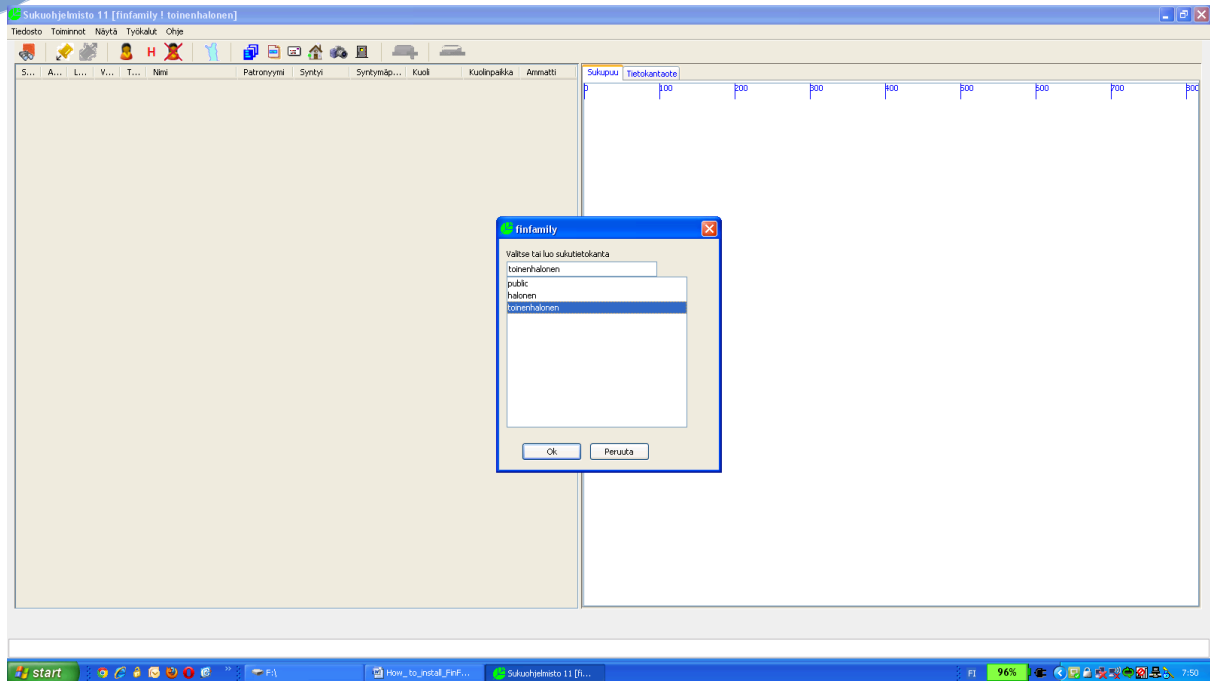 Sukuohjelmisto 11 [finfamily ! toinenhalonen]
Tiedosto Toiminnot Näytä Työkalut Ohje
S... A... L... V... T... Nimi Patronyymi Syntyi Syntymäp... Kuoli Kuolinpaikka Ammatti
Sukupuu Tietokantaote
100 200 300 400 500 600 700 800
finfamily
Valitse tai luo sukutietokanta
toinenhalonen
public
halonen
toinenhalonen
Ok Peruuta
start F:\ How_to_install_FinF... Sukuohjelmisto 11 [fi... FI 96% 7:50